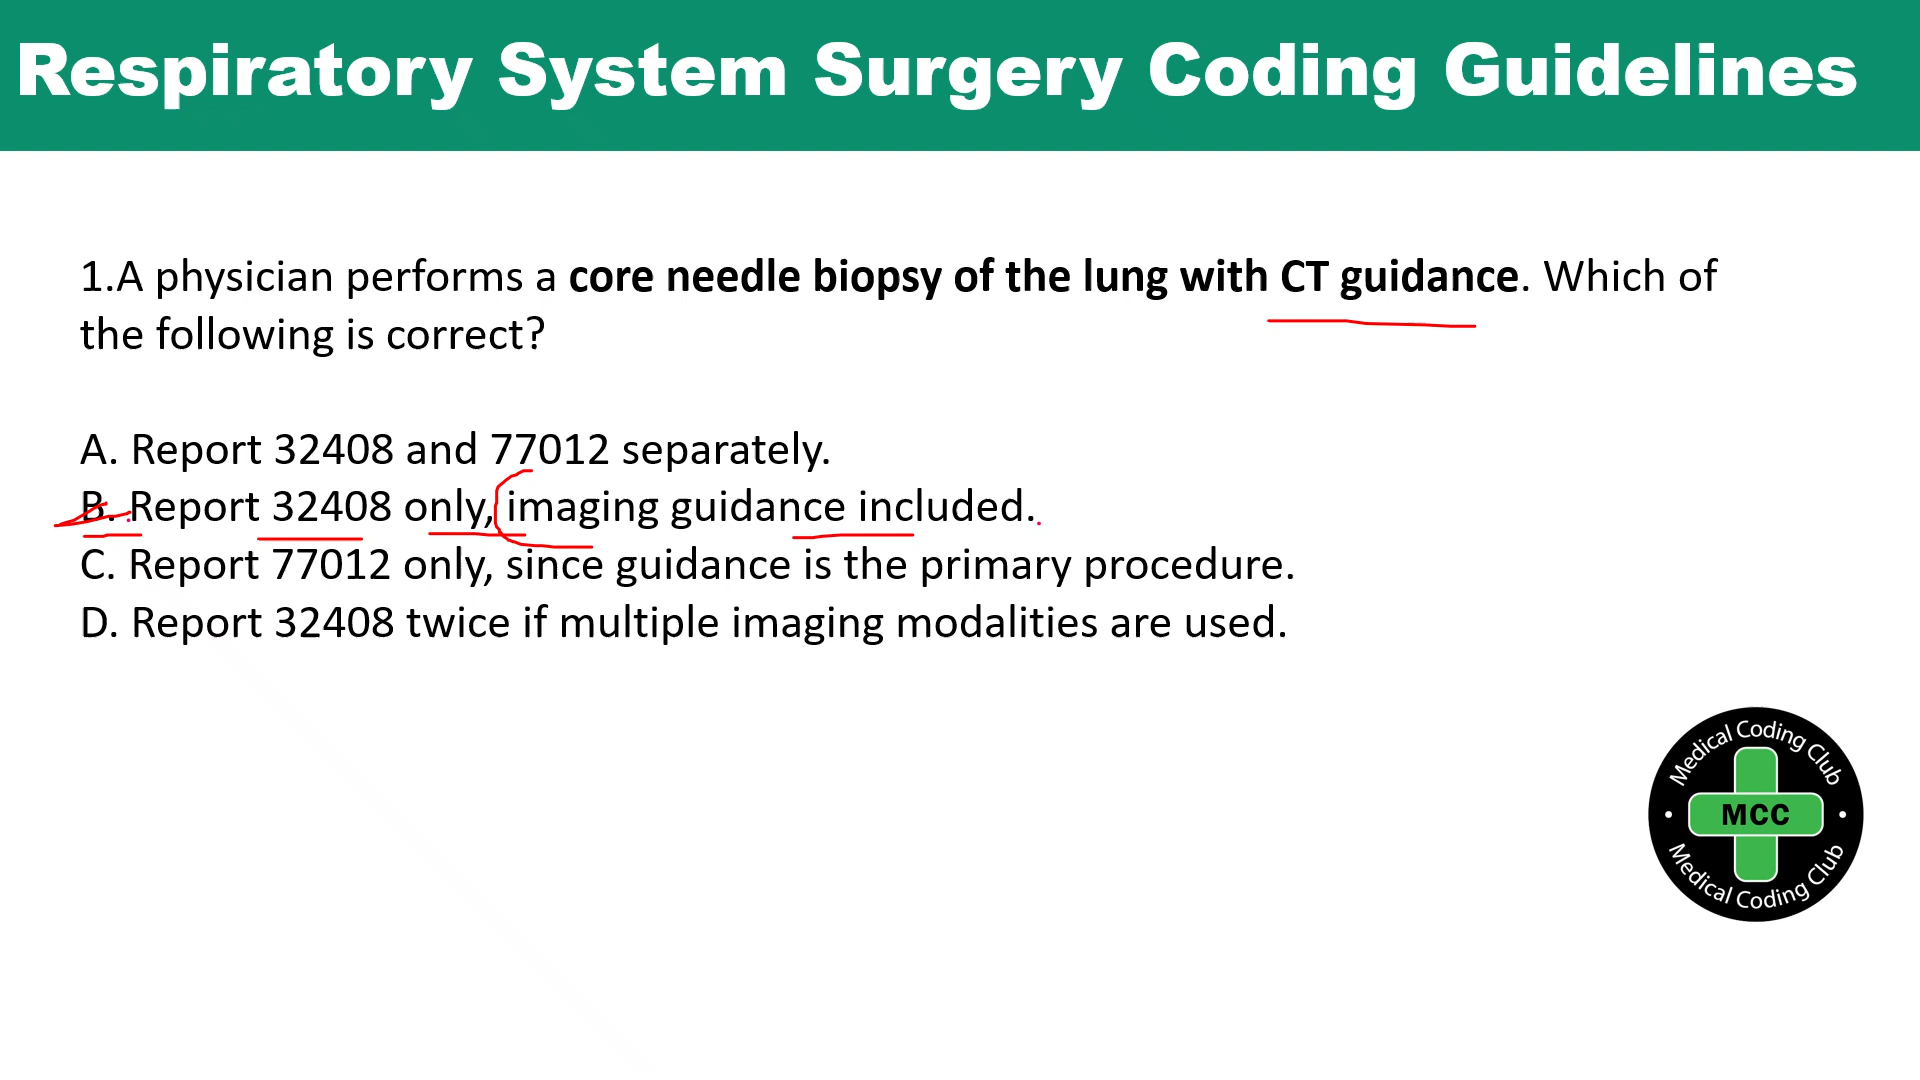 Respiratory System Surgery Coding Guidelines
1.A physician performs a core needle biopsy of the lung with CT guidance. Which of
the following is correct?
A. Report 32408 and 77012 separately.
B. Report 32408 only, imaging guidance included.
C. Report 77012 only, since guidance is the primary procedure.
D. Report 32408 twice if multiple imaging modalities are used.
Medical Coding Club
MCC
Medical Coding Club